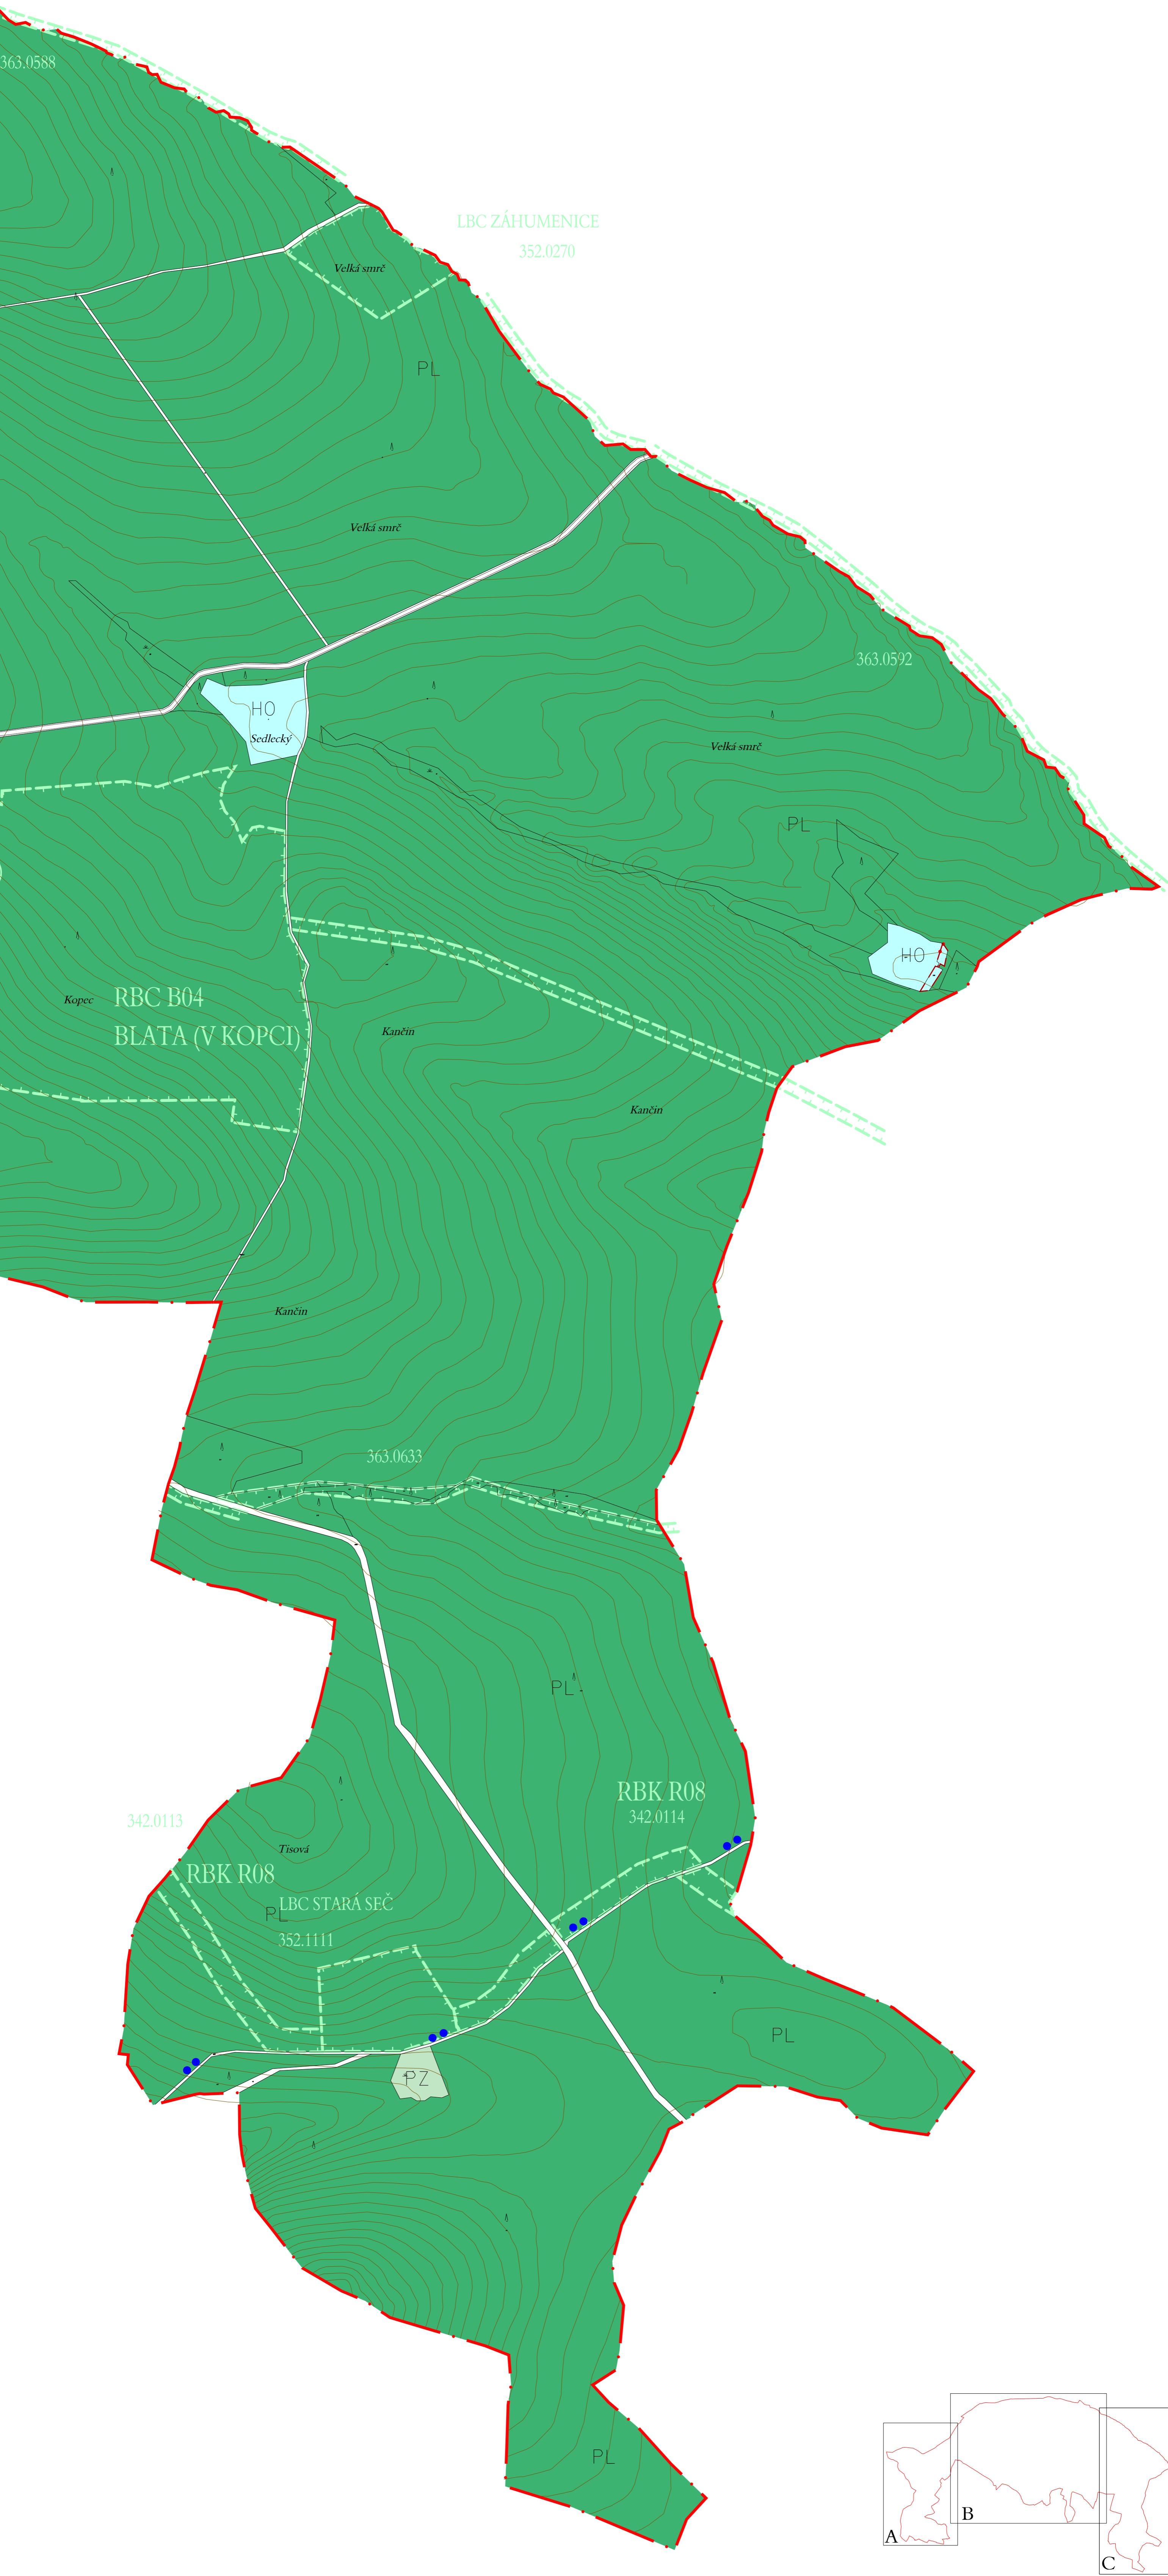 363.0588
LBC ZÁHUMENICE
352.0270
Velká smrč
PL
Velká smrč
363.0592
HO
Sedlecký
Velká smrč
PL
HO
Kopec
RBC B04
BLATA (V KOPCI)
Kančin
Kančin
Kančin
363.0633
PL
RBK R08
342.0114
342.0113
Tisová
RBK R08
LBC STARÁ SEČ
PL
352.1111
PL
PZ
PL
A
B
C